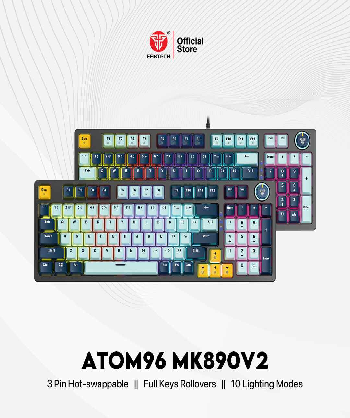 FANTECH
Official
Store
ATOM96 MK890V2
3 Pin Hot-swappable || Full Keys Rollovers || 10 Lighting Modes